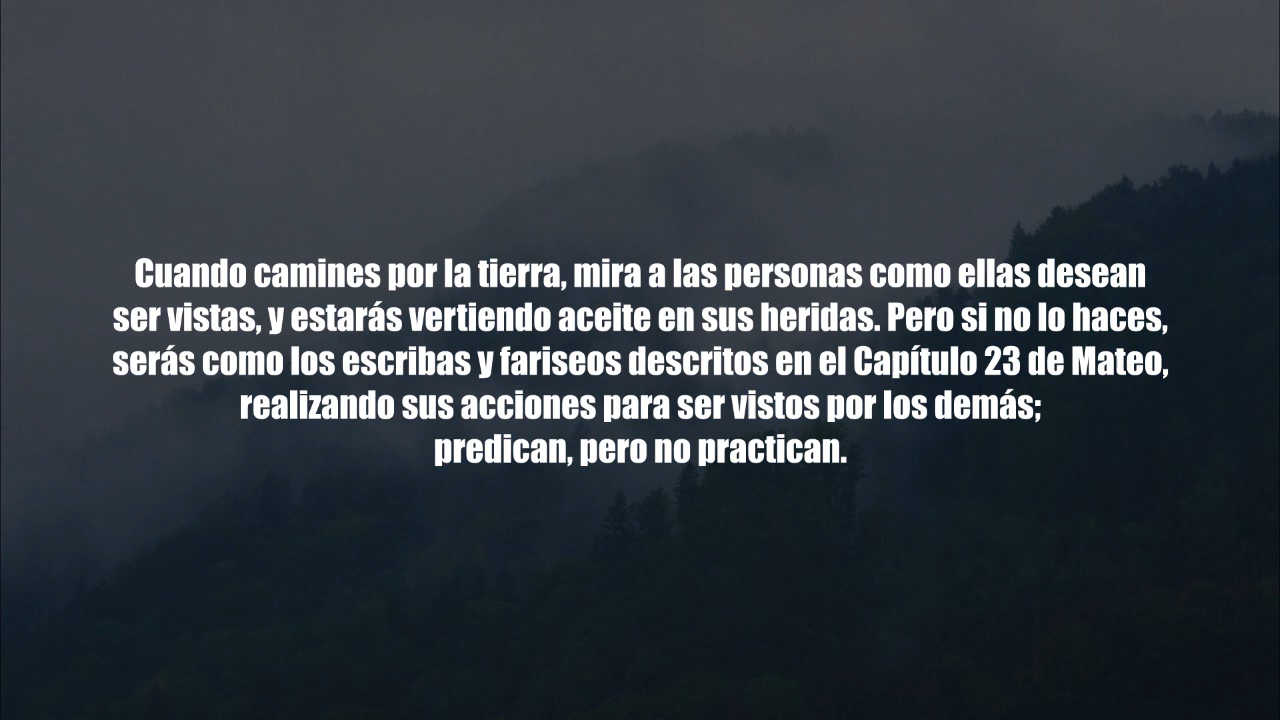 Cuando camines por la tierra, mira a las personas como ellas desean
ser vistas, y estarás vertiendo aceite en sus heridas. Pero si no lo haces,
serás como los escribas y fariseos descritos en el Capítulo 23 de Mateo,
realizando sus acciones para ser vistos por los demás;
predican, pero no practican.